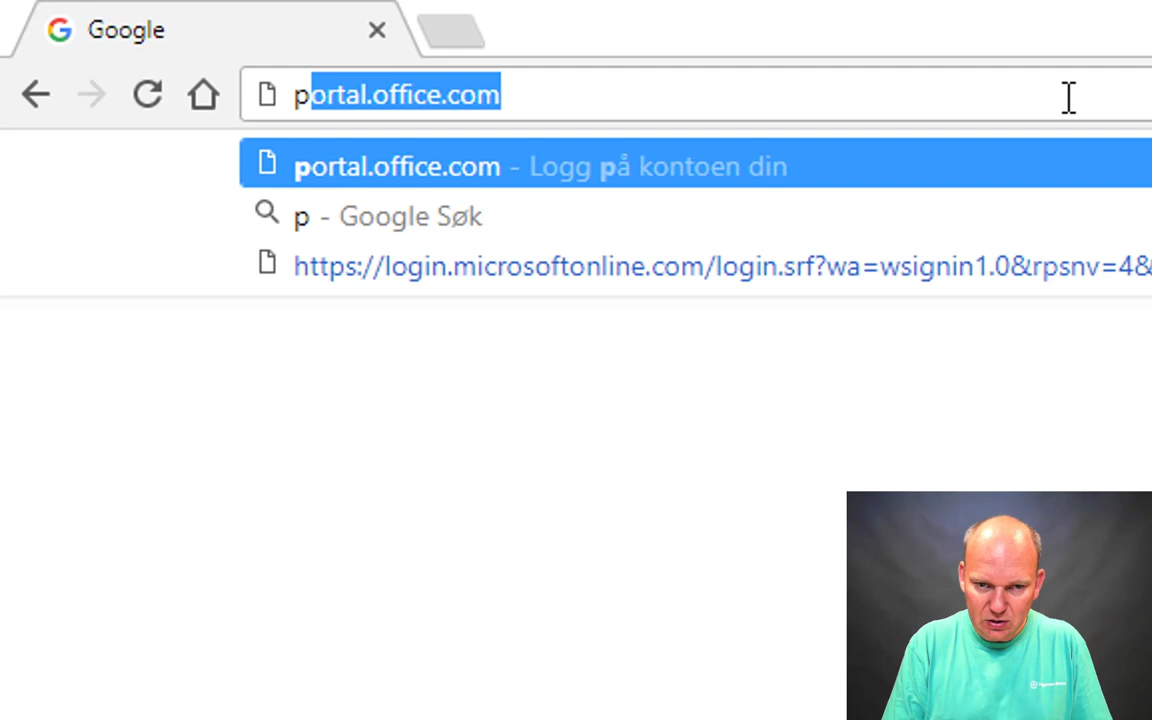 Google
portal.office.com
portal.office.com - Logg på kontoen din
p - Google Søk
https://login.microsoftonline.com/login.srf?wa=wsignin1.0&rpsnv=4&